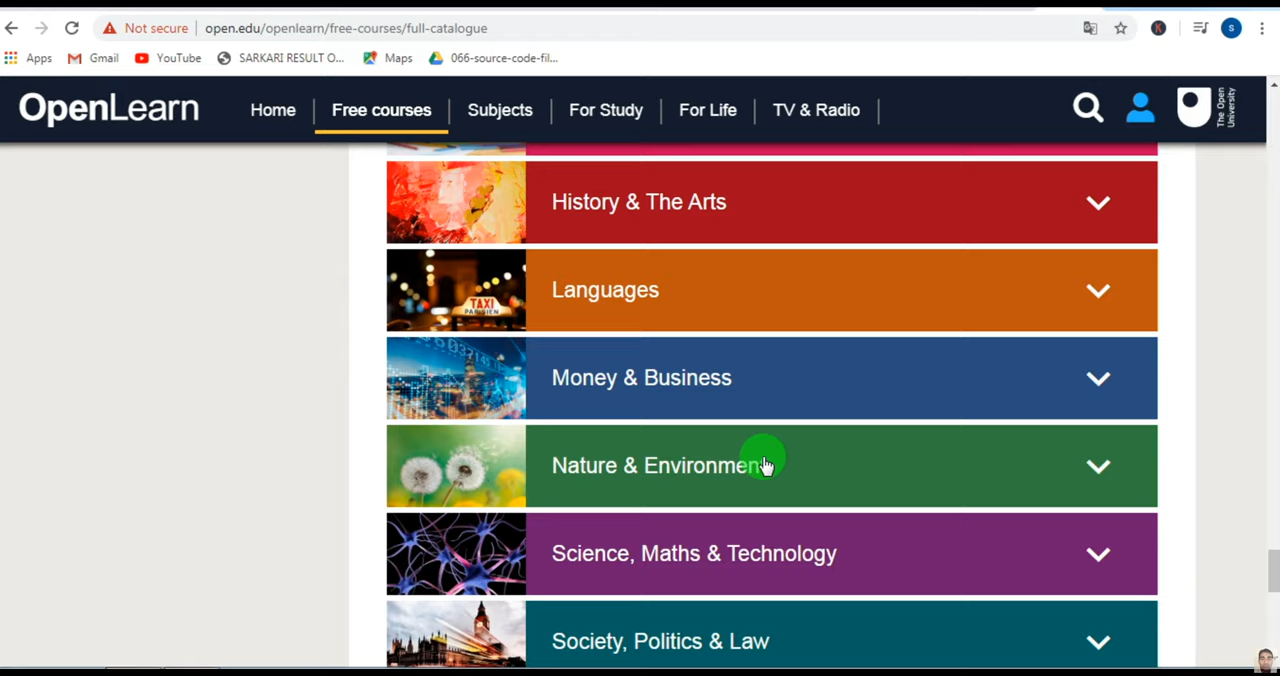 Not secure open.edu/openlearn/free-courses/full-catalogue
Apps Gmail YouTube SARKARI RESULT O... Maps 066-source-code-fil...
OpenLearn Home Free courses Subjects For Study For Life TV & Radio The Open University
History & The Arts
TAXI
PARISIEN
Languages
Money & Business
Nature & Environment
Science, Maths & Technology
Society, Politics & Law